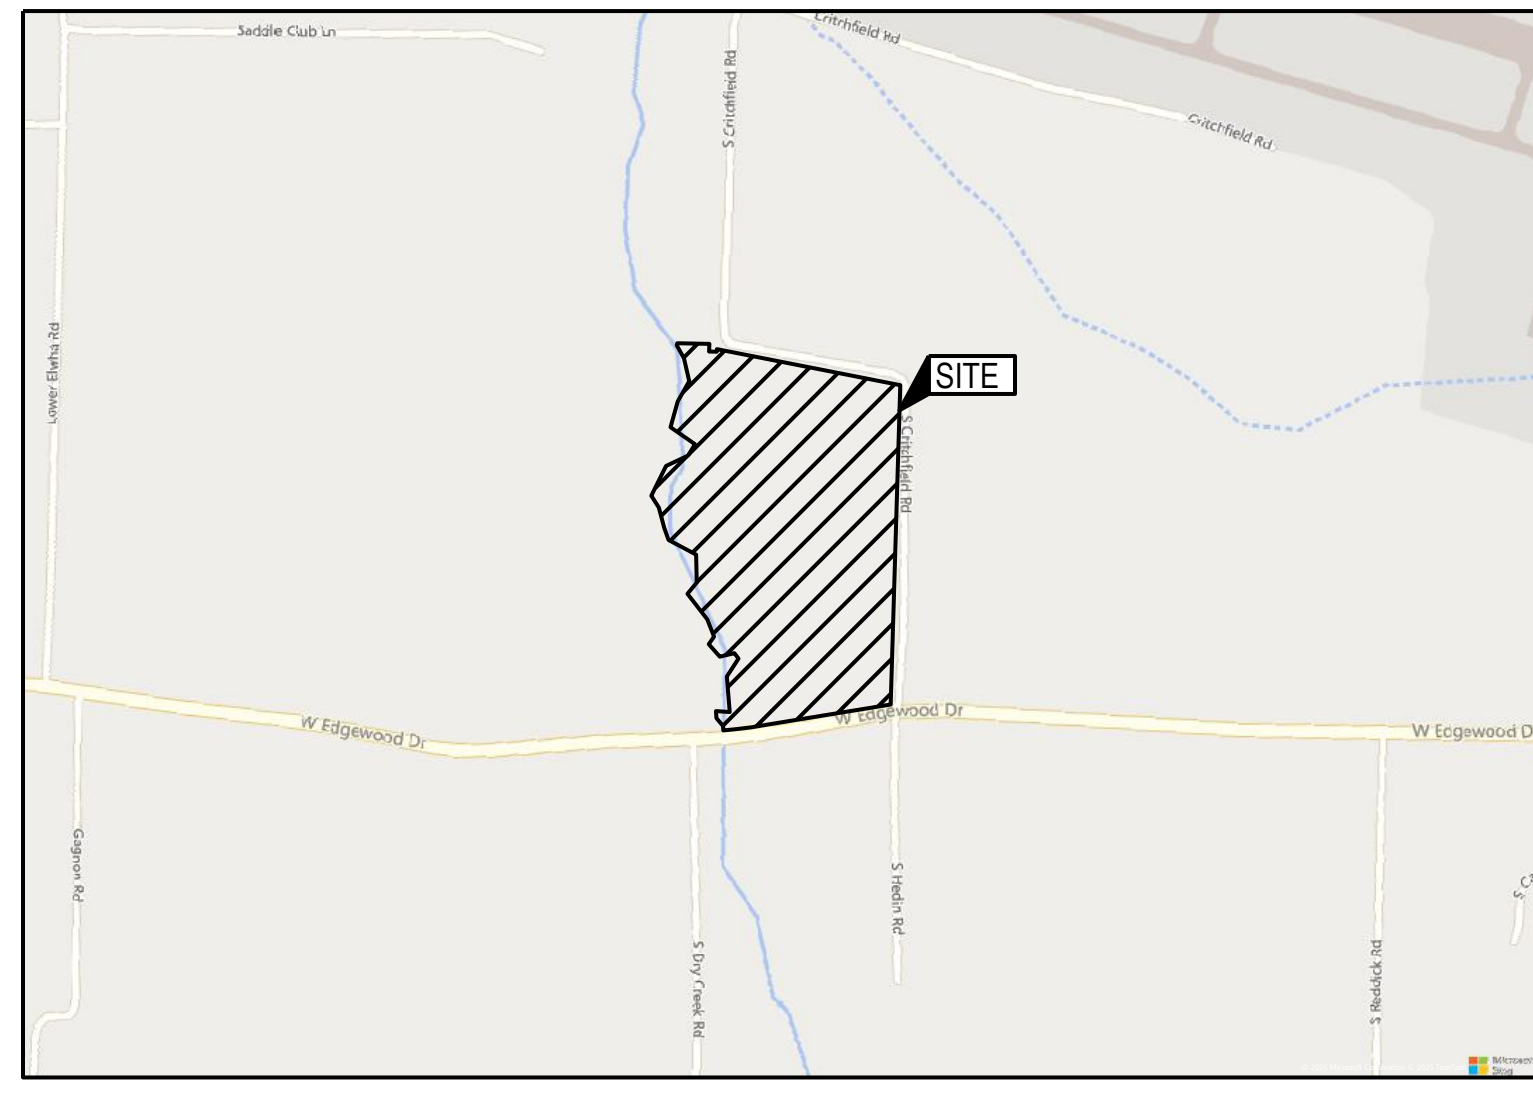 Saddle Club Ln
Critchfield Rd
S Critchfield Rd
Critchfield Rd
Lower Elwha Rd
SITE
S Critchfield Rd
W Edgewood Dr
W Edgewood Dr
W Edgewood D
Gagnon Rd
S Hedin Rd
S Dry Creek Rd
S Reddick Rd
Bing